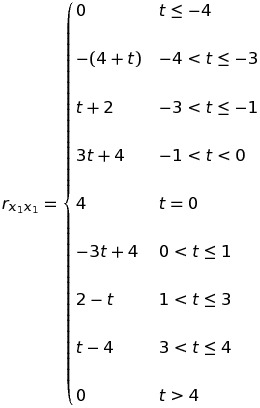 0 t ≤ −4
−(4 + t) −4 < t ≤ −3
t + 2 −3 < t ≤ −1
3t + 4 −1 < t < 0
r_{x_1x_1} = { 4 t = 0
−3t + 4 0 < t ≤ 1
2 − t 1 < t ≤ 3
t − 4 3 < t ≤ 4
0 t > 4